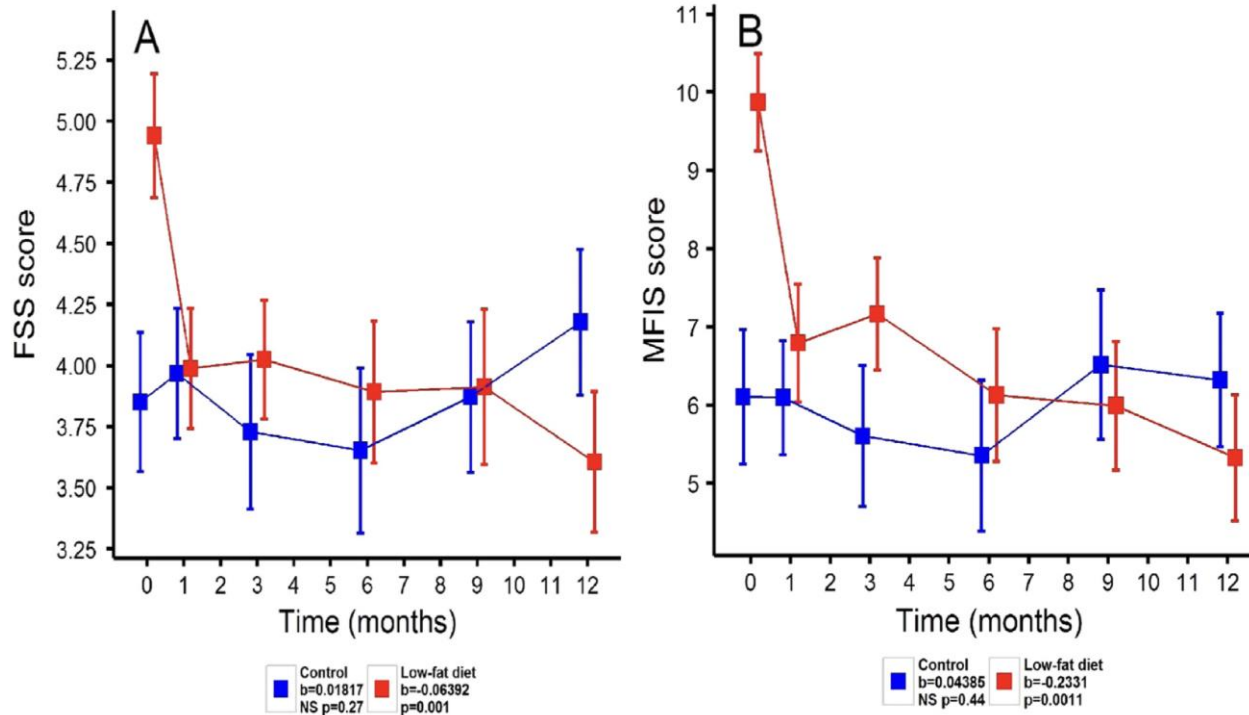 A
FSS score
5.25
5.00
4.75
4.50
4.25
4.00
3.75
3.50
3.25
0 1 2 3 4 5 6 7 8 9 10 11 12
Time (months)
Control
b=0.01817
NS p=0.27
Low-fat diet
b=-0.06392
p=0.001
B
MFIS score
11
10
9
8
7
6
5
0 1 2 3 4 5 6 7 8 9 10 11 12
Time (months)
Control
b=0.04385
NS p=0.44
Low-fat diet
b=-0.2331
p=0.0011